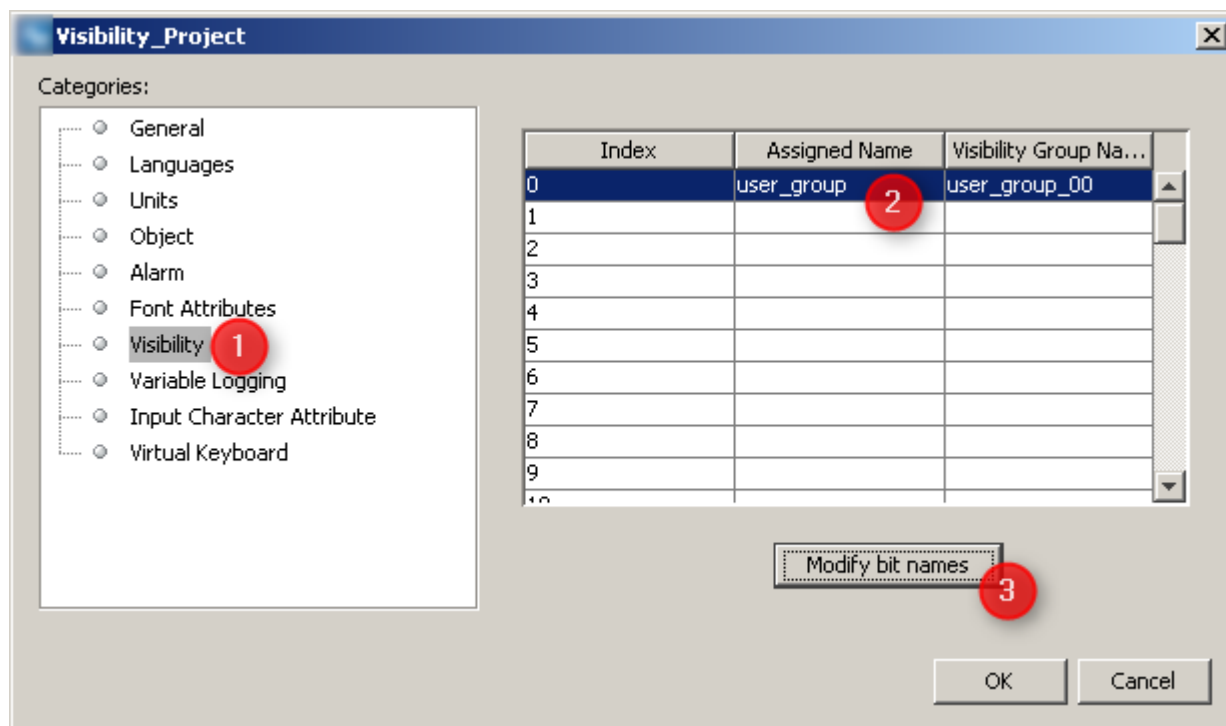 Visibility_Project
Categories:
General
Languages
Units
Object
Alarm
Font Attributes
Visibility 1
Variable Logging
Input Character Attribute
Virtual Keyboard
Index Assigned Name Visibility Group Na...
0 user_group 2 user_group_00
1
2
3
4
5
6
7
8
9
10
Modify bit names
3
OK Cancel